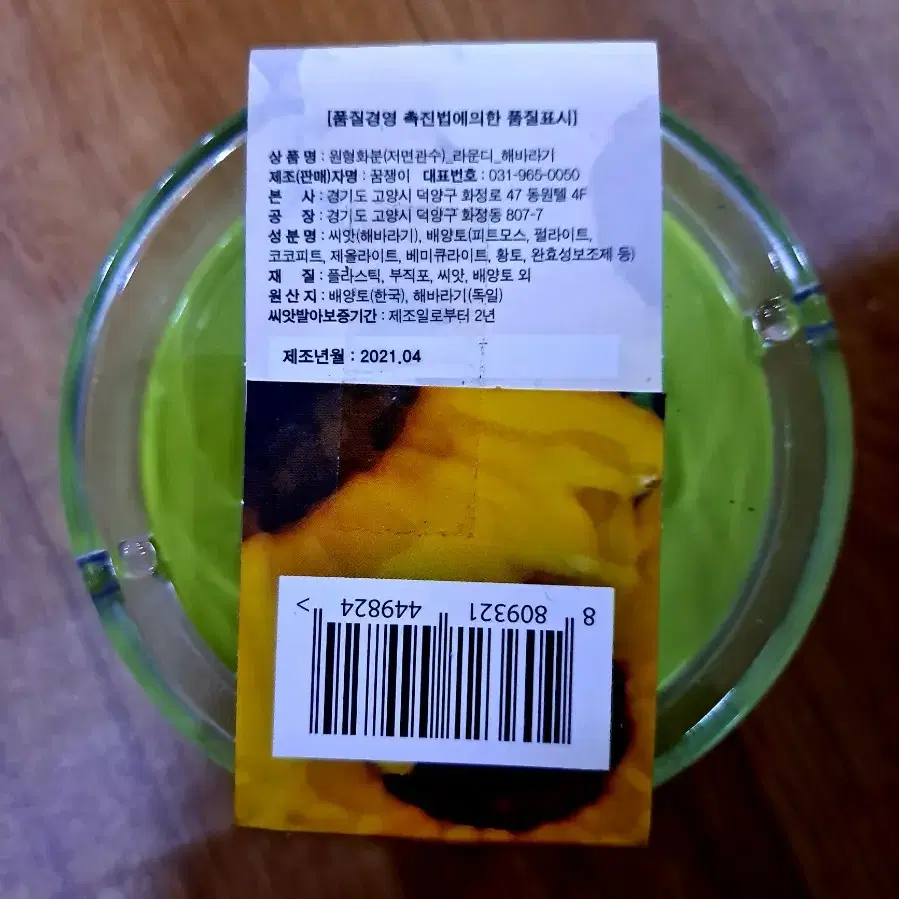 [품질경영 촉진법에의한 품질표시]
상 품 명 : 원형화분(저면관수)_라운디_해바라기
제조(판매)자명 : 꿈쟁이 대표번호 : 031-965-0050
본 사 : 경기도 고양시 덕양구 화정로 47 동원텔 4F
공 장 : 경기도 고양시 덕양구 화정동 807-7
성 분 명 : 씨앗(해바라기), 배양토(피트모스, 펄라이트,
코코피트, 제올라이트, 베미큐라이트, 황토, 완효성보조제 등)
재 질 : 플라스틱, 부직포, 씨앗, 배양토 외
원 산 지 : 배양토(한국), 해바라기(독일)
씨앗발아보증기간 : 제조일로부터 2년
제조년월 : 2021.04
8 809321 449824 >